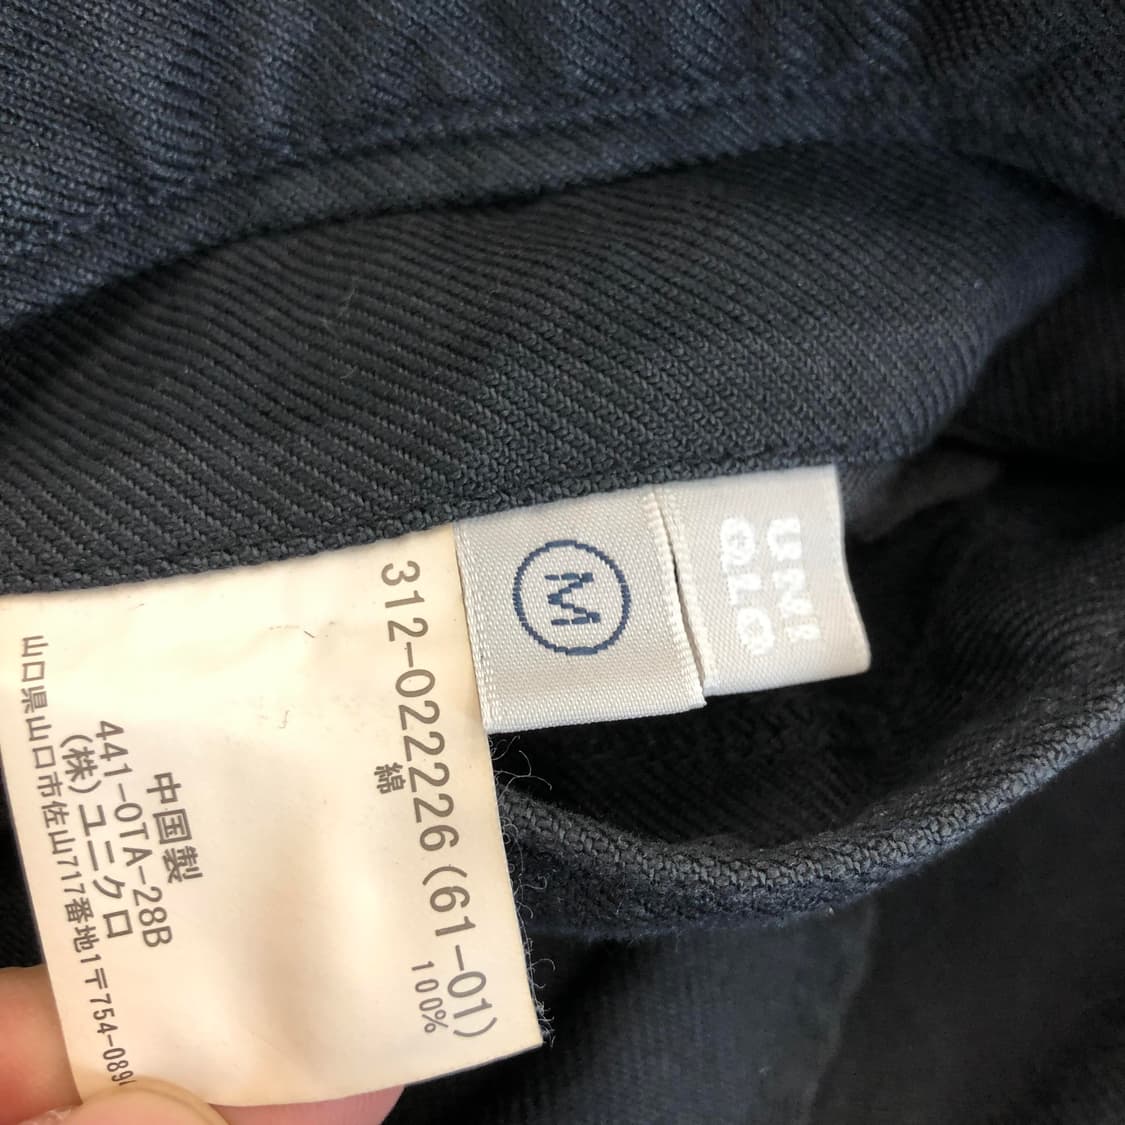 312-022226(61-01)
綿 100%
中国製
441-0TA-28B
(株)ユニクロ
山口県山口市佐山717番地1〒754-089
M
UNI
QLO